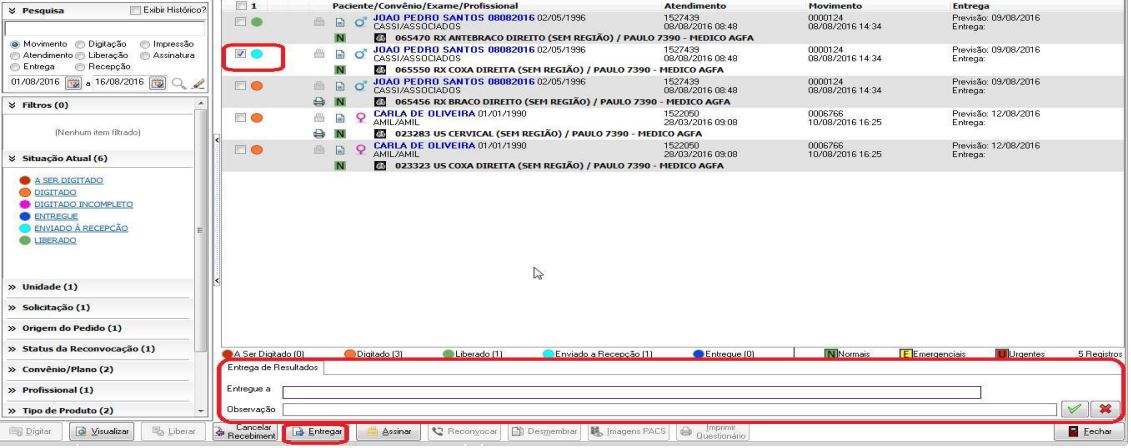 Pesquisa Exibir Histórico?
Movimento Digitação Impressão
Atendimento Liberação Assinatura
Entrega Recepção
01/08/2016 a 16/08/2016
Filtros (0)
(Nenhum item filtrado)
Situação Atual (6)
A SER DIGITADO
DIGITADO
DIGITADO INCOMPLETO
ENTREGUE
ENVIADO À RECEPÇÃO
LIBERADO
Unidade (1)
Solicitação (1)
Origem do Pedido (1)
Status da Reconvocação (1)
Convênio/Plano (2)
Profissional (1)
Tipo de Produto (2)
1 Paciente/Convênio/Exame/Profissional Atendimento Movimento Entrega
JOAO PEDRO SANTOS 08082016 02/05/1996 1527439 0000124 Previsão: 09/08/2016
CASSI/ASSOCIADOS 08/08/2016 08:48 08/08/2016 14:34 Entrega:
N 065470 RX ANTEBRACO DIREITO (SEM REGIÃO) / PAULO 7390 - MEDICO AGFA
JOAO PEDRO SANTOS 08082016 02/05/1996 1527439 0000124 Previsão: 09/08/2016
CASSI/ASSOCIADOS 08/08/2016 08:48 08/08/2016 14:34 Entrega:
N 065550 RX COXA DIREITA (SEM REGIÃO) / PAULO 7390 - MEDICO AGFA
JOAO PEDRO SANTOS 08082016 02/05/1996 1527439 0000124 Previsão: 09/08/2016
CASSI/ASSOCIADOS 08/08/2016 08:48 08/08/2016 14:34 Entrega:
N 065456 RX BRACO DIREITO (SEM REGIÃO) / PAULO 7390 - MEDICO AGFA
CARLA DE OLIVEIRA 01/01/1990 1522050 0006766 Previsão: 12/08/2016
AMIL/AMIL 28/03/2016 09:08 10/08/2016 16:25 Entrega:
N 023283 US CERVICAL (SEM REGIÃO) / PAULO 7390 - MEDICO AGFA
CARLA DE OLIVEIRA 01/01/1990 1522050 0006766 Previsão: 12/08/2016
AMIL/AMIL 28/03/2016 09:08 10/08/2016 16:25 Entrega:
N 023323 US COXA DIREITA (SEM REGIÃO) / PAULO 7390 - MEDICO AGFA
A Ser Digitado (0) Digitado (3) Liberado (1) Enviado a Recepção (1) Entregue (0) N Normais E Emergenciais U Urgentes 5 Registros
Entrega de Resultados
Entregue a
Observação
Digitar Visualizar Liberar Cancelar Recebiment Entregar Assinar Reconvocar Desmembrar Imagens PACS Imprimir Questionário Fechar